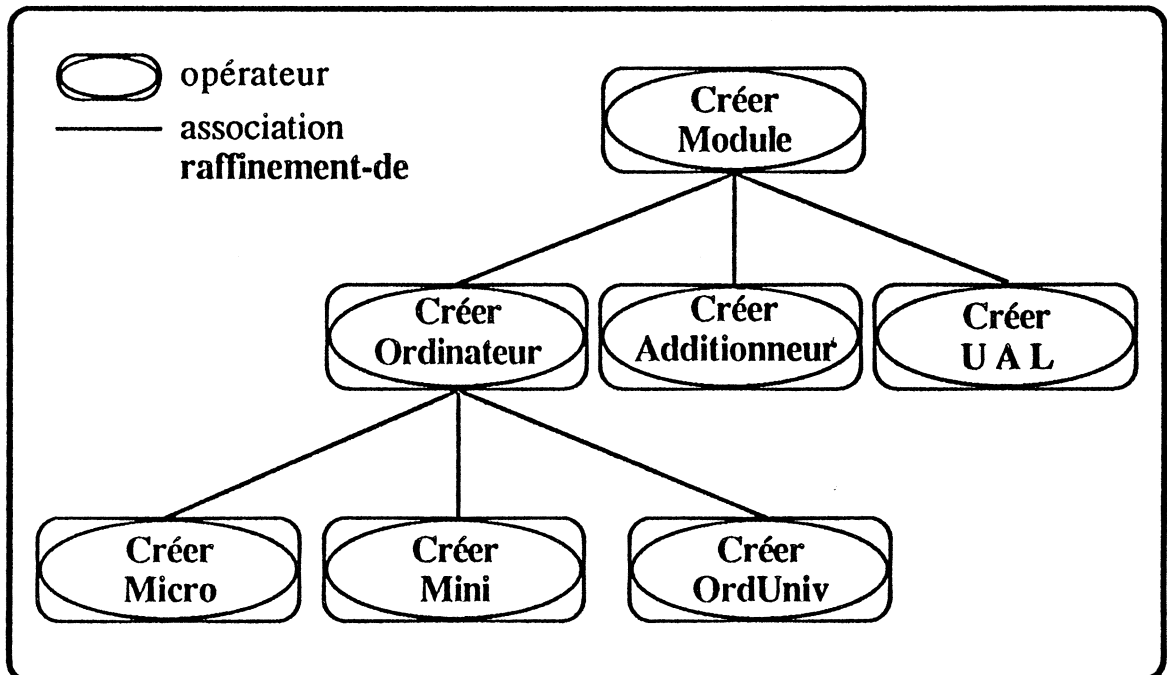 opérateur
association
raffinement-de
Créer
Module
Créer
Ordinateur
Créer
Additionneur
Créer
U A L
Créer
Micro
Créer
Mini
Créer
OrdUniv